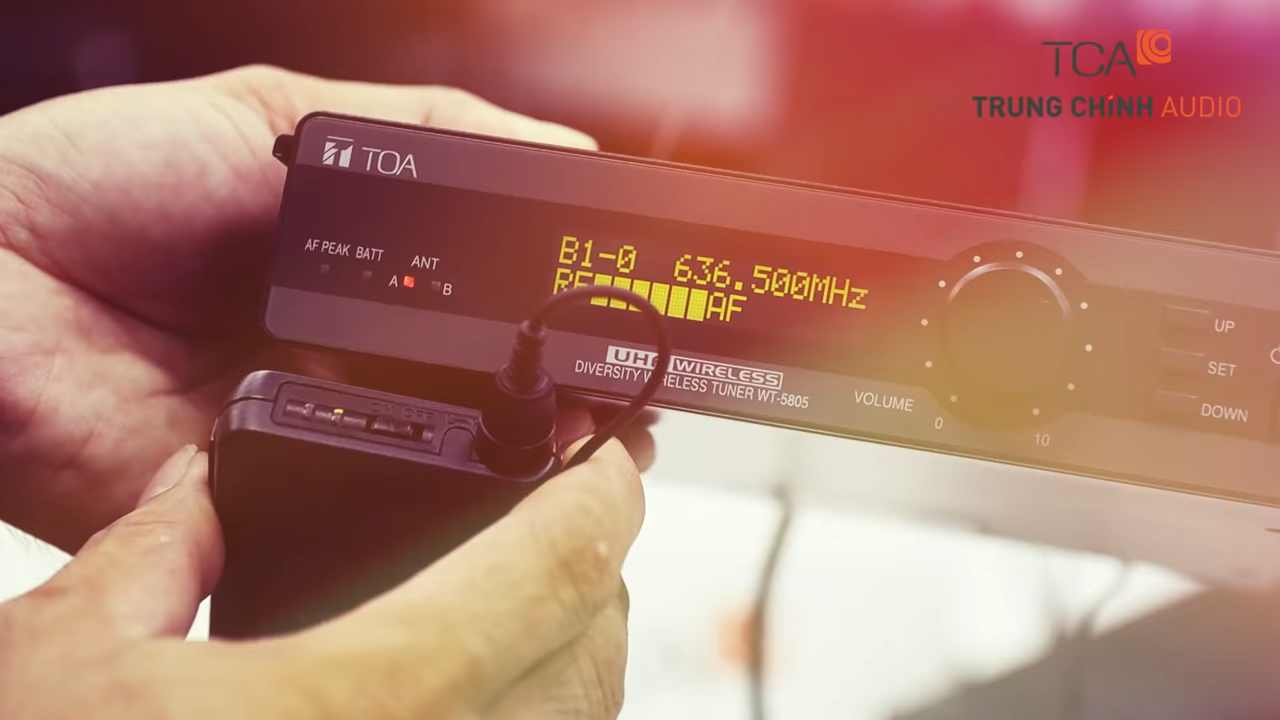 TCA
TRUNG CHíNH AUDIO
TOA
AF PEAK BATT
ANT
A B
B1-0 636.500MHz
RF AF
UHF WIRELESS
DIVERSITY WIRELESS TUNER WT-5805
VOLUME
0 10
UP
SET
DOWN